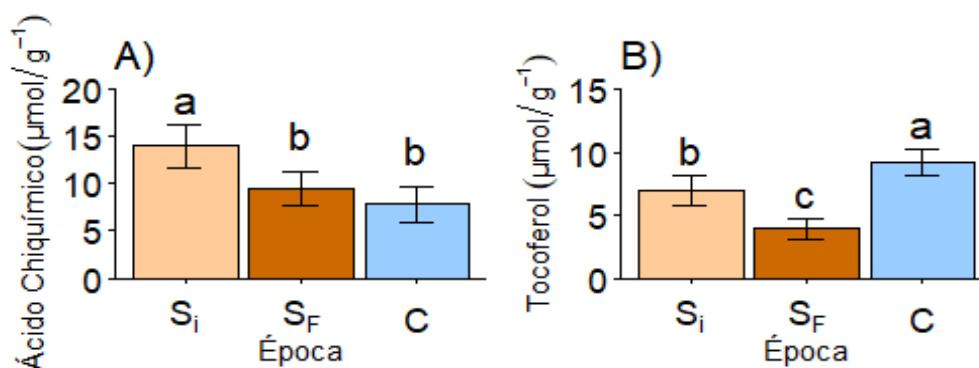 A)
Ácido Chiquímico(µmol/g⁻¹)
20
15
10
5
0
a
b
b
Sᵢ
S_F
C
Época
B)
Tocoferol (µmol/g⁻¹)
15
10
5
0
b
c
a
Sᵢ
S_F
C
Época